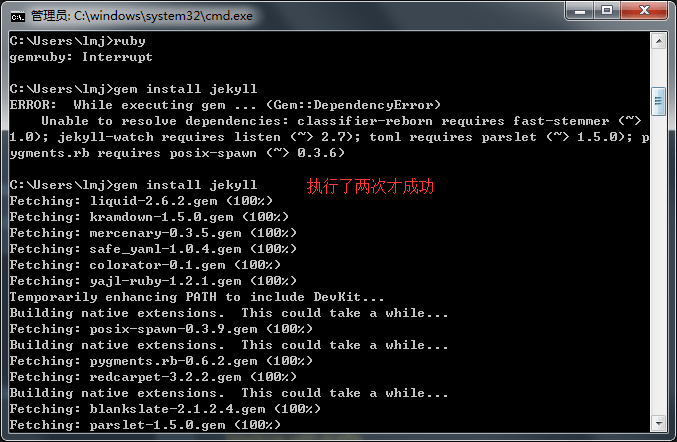 管理员: C:\windows\system32\cmd.exe
C:\Users\lmj>ruby
gemruby: Interrupt
C:\Users\lmj>gem install jekyll
ERROR:  While executing gem ... (Gem::DependencyError)
    Unable to resolve dependencies: classifier-reborn requires fast-stemmer (~>
1.0); jekyll-watch requires listen (~> 2.7); toml requires parslet (~> 1.5.0); p
ygments.rb requires posix-spawn (~> 0.3.6)
C:\Users\lmj>gem install jekyll 执行了两次才成功
Fetching: liquid-2.6.2.gem (100%)
Fetching: kramdown-1.5.0.gem (100%)
Fetching: mercenary-0.3.5.gem (100%)
Fetching: safe_yaml-1.0.4.gem (100%)
Fetching: colorator-0.1.gem (100%)
Fetching: yajl-ruby-1.2.1.gem (100%)
Temporarily enhancing PATH to include DevKit...
Building native extensions.  This could take a while...
Fetching: posix-spawn-0.3.9.gem (100%)
Building native extensions.  This could take a while...
Fetching: pygments.rb-0.6.2.gem (100%)
Fetching: redcarpet-3.2.2.gem (100%)
Building native extensions.  This could take a while...
Fetching: blankslate-2.1.2.4.gem (100%)
Fetching: parslet-1.5.0.gem (100%)